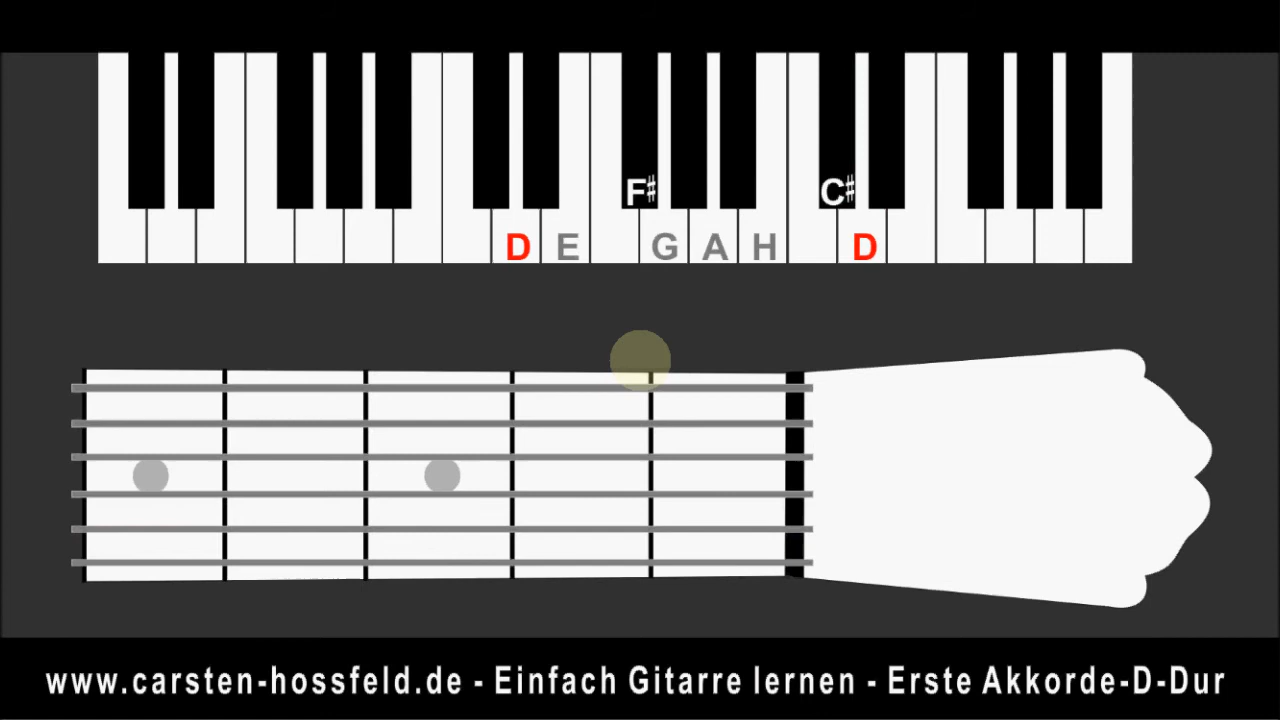 F♯ C♯
D E G A H D
www.carsten-hossfeld.de - Einfach Gitarre lernen - Erste Akkorde-D-Dur